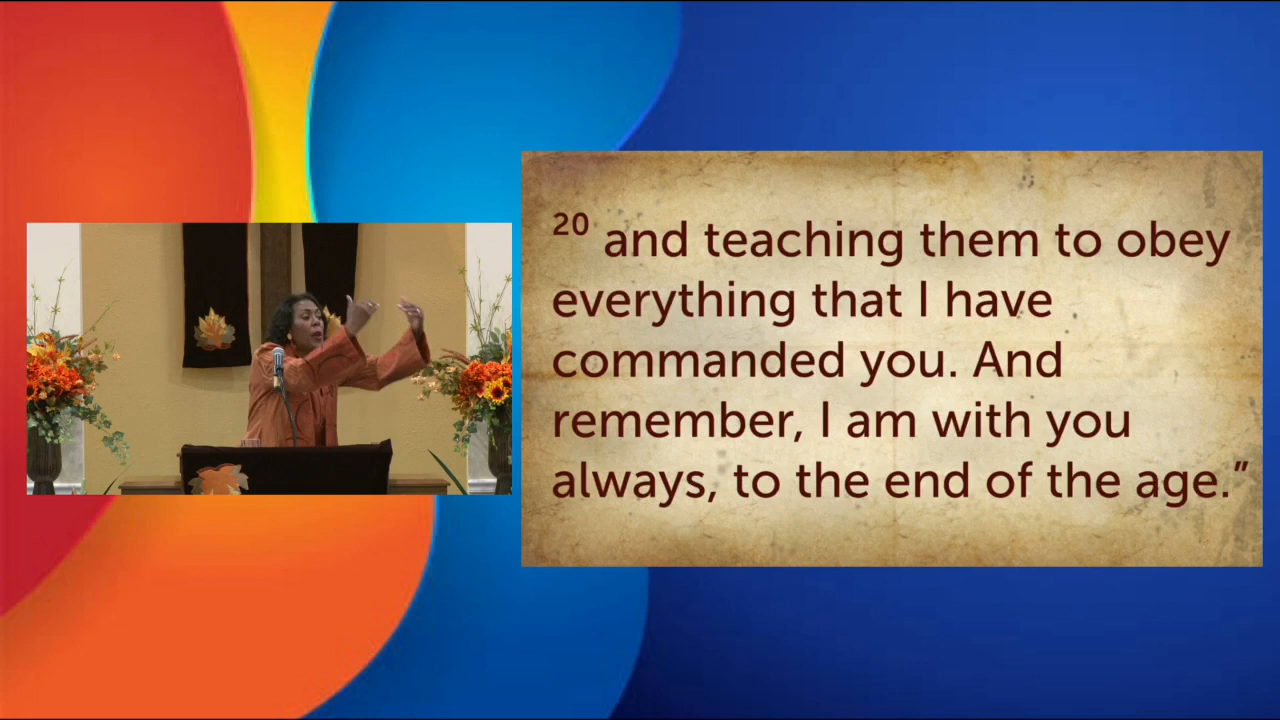 20 and teaching them to obey
everything that I have
commanded you. And
remember, I am with you
always, to the end of the age.”